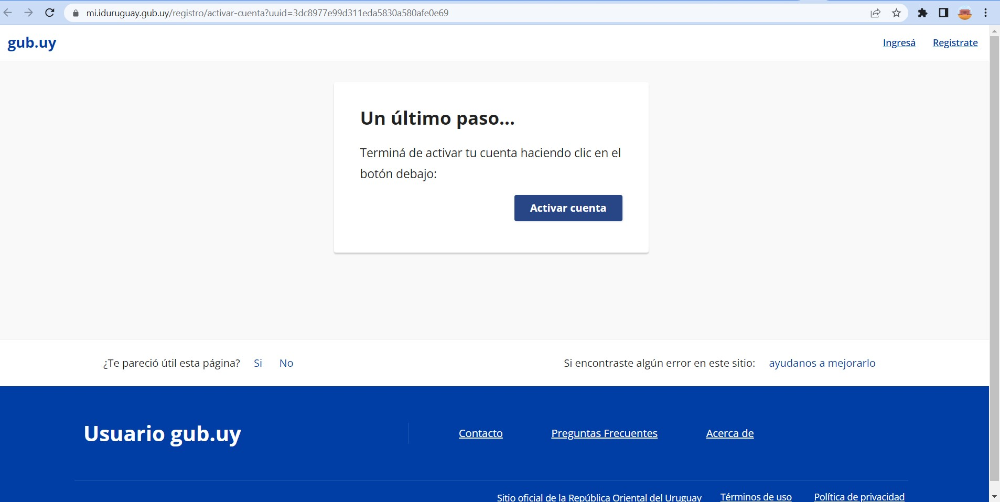 mi.iduruguay.gub.uy/registro/activar-cuenta?uuid=3dc8977e99d311eda5830a580afe0e69
gub.uy
Ingresá Registrate
Un último paso...
Terminá de activar tu cuenta haciendo clic en el
botón debajo:
Activar cuenta
¿Te pareció útil esta página? Si No
Si encontraste algún error en este sitio: ayudanos a mejorarlo
Usuario gub.uy
Contacto Preguntas Frecuentes Acerca de
Sitio oficial de la República Oriental del Uruguay Términos de uso Política de privacidad